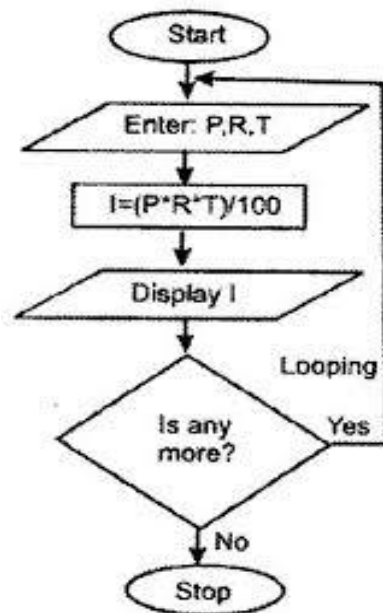 Start
Enter: P,R,T
I=(P*R*T)/100
Display I
Looping
Is any
more?
Yes
No
Stop